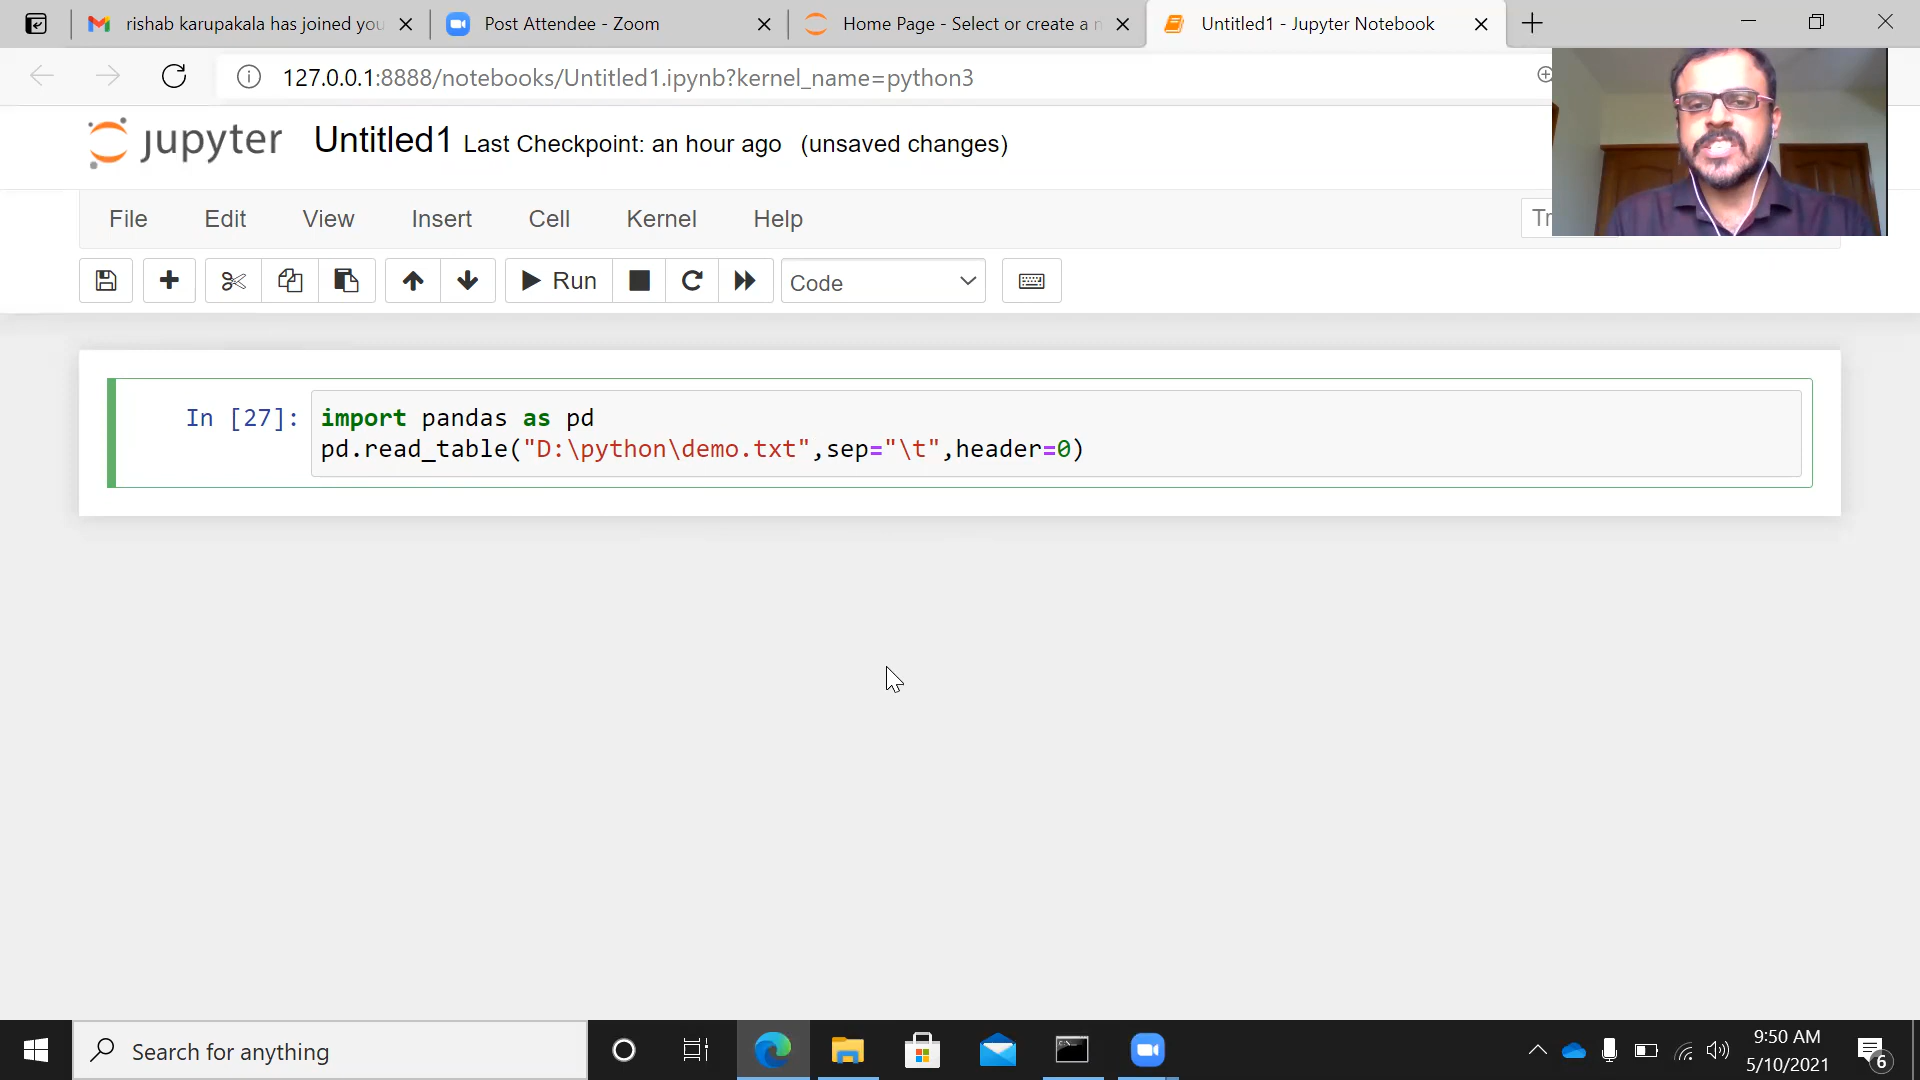 rishab karupakala has joined you
Post Attendee - Zoom
Home Page - Select or create a n
Untitled1 - Jupyter Notebook
127.0.0.1:8888/notebooks/Untitled1.ipynb?kernel_name=python3
jupyter Untitled1 Last Checkpoint: an hour ago (unsaved changes)
File Edit View Insert Cell Kernel Help Tr
Run Code
In [27]: import pandas as pd
pd.read_table("D:\python\demo.txt",sep="\t",header=0)
Search for anything
9:50 AM
5/10/2021
6